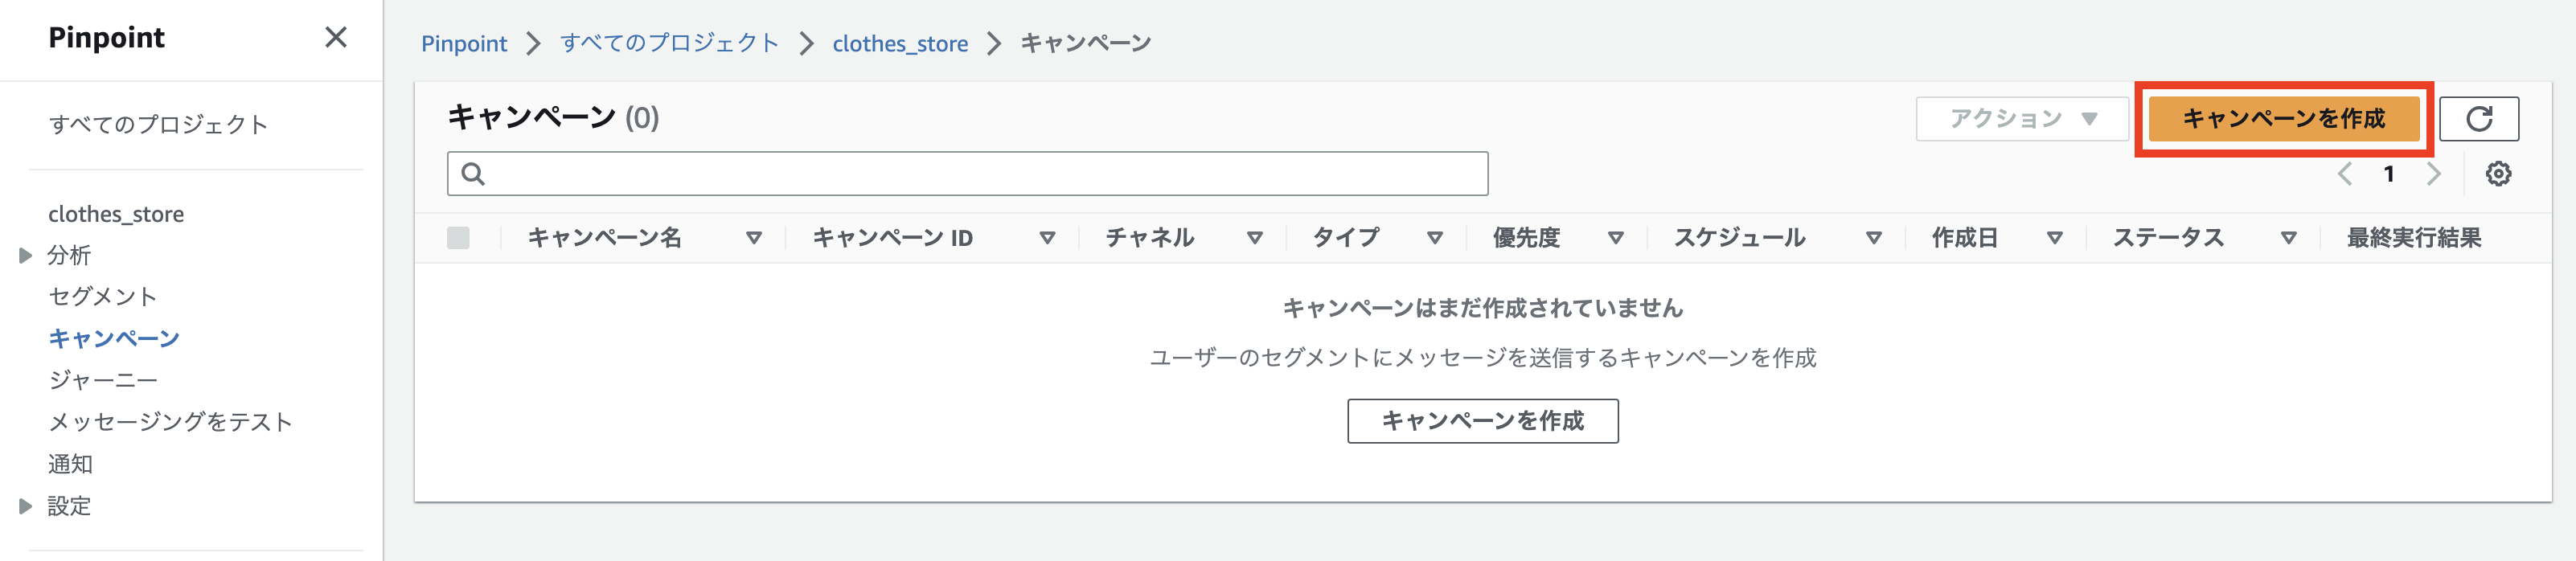 Pinpoint
すべてのプロジェクト
clothes_store
分析
セグメント
キャンペーン
ジャーニー
メッセージングをテスト
通知
設定
Pinpoint すべてのプロジェクト clothes_store キャンペーン
キャンペーン (0)
アクション キャンペーンを作成
1
キャンペーン名 キャンペーン ID チャネル タイプ 優先度 スケジュール 作成日 ステータス 最終実行結果
キャンペーンはまだ作成されていません
ユーザーのセグメントにメッセージを送信するキャンペーンを作成
キャンペーンを作成